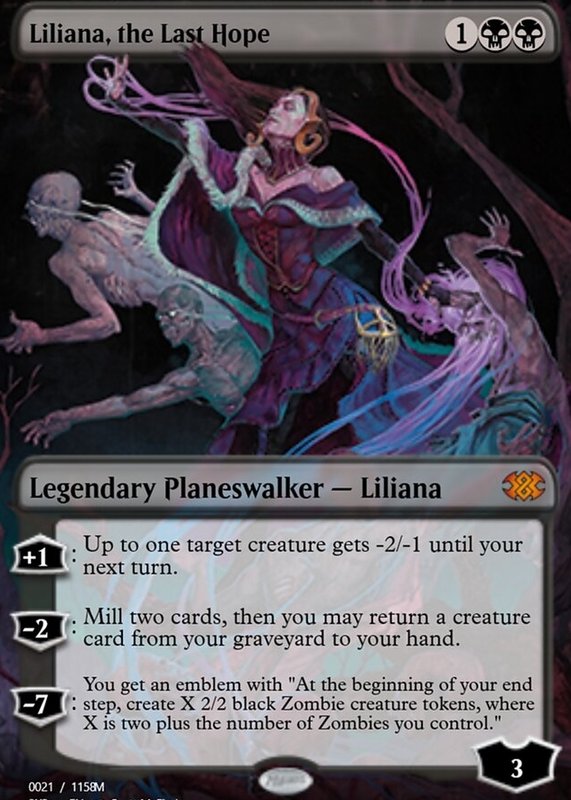 Liliana, the Last Hope 1
Legendary Planeswalker — Liliana
+1: Up to one target creature gets -2/-1 until your
next turn.
-2: Mill two cards, then you may return a creature
card from your graveyard to your hand.
-7: You get an emblem with "At the beginning of your end
step, create X 2/2 black Zombie creature tokens, where
X is two plus the number of Zombies you control."
3
0021 / 1158M